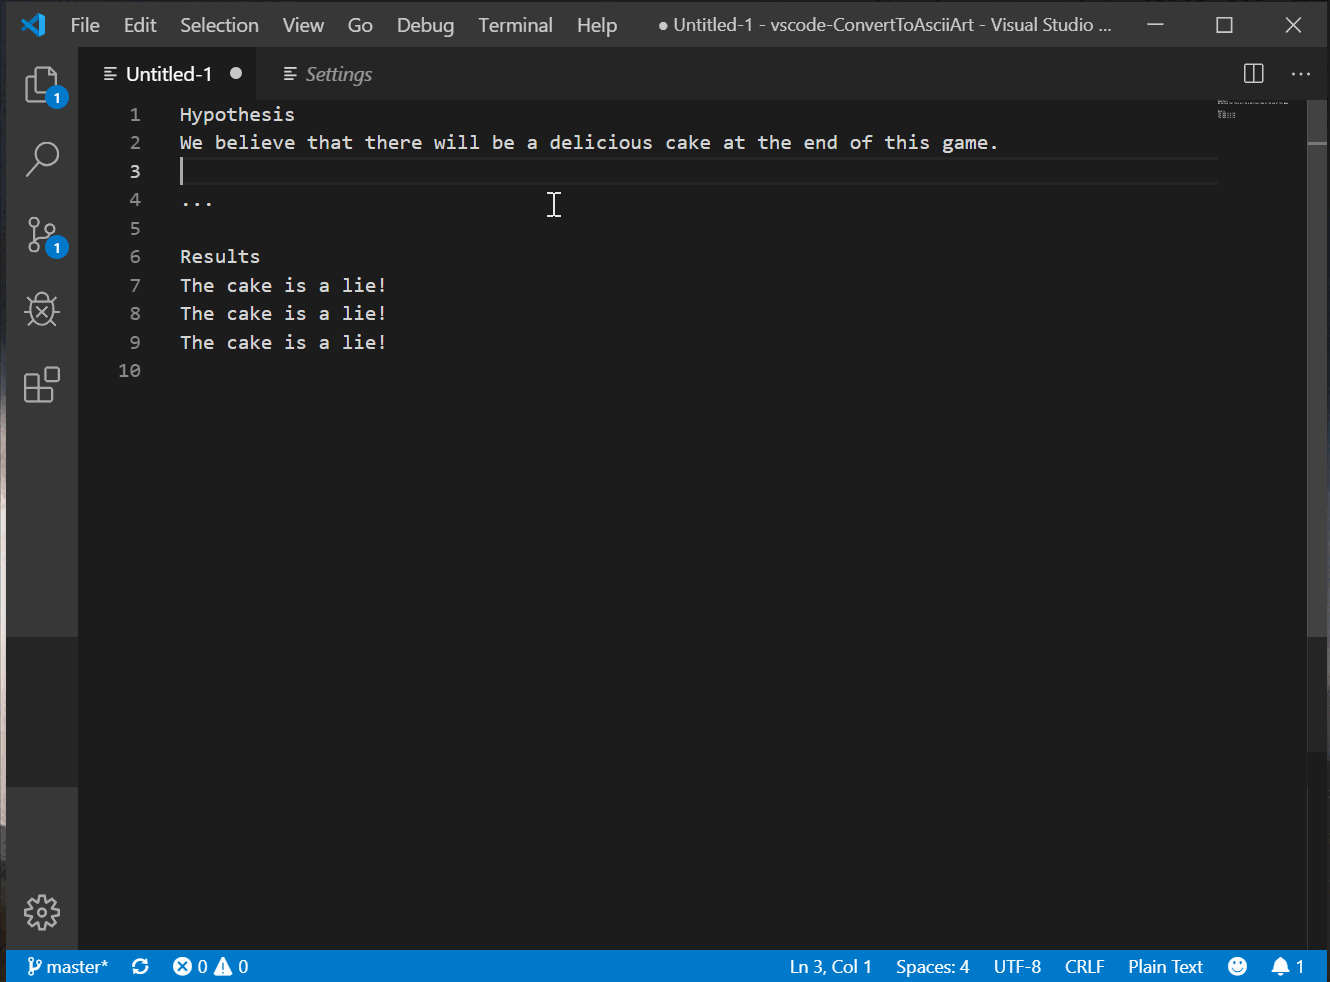 File Edit Selection View Go Debug Terminal Help ● Untitled-1 - vscode-ConvertToAsciiArt - Visual Studio ...
Untitled-1 ● Settings
1 Hypothesis
2 We believe that there will be a delicious cake at the end of this game.
3
4 ...
5
6 Results
7 The cake is a lie!
8 The cake is a lie!
9 The cake is a lie!
10
1
1
master* 0 0 Ln 3, Col 1 Spaces: 4 UTF-8 CRLF Plain Text 1